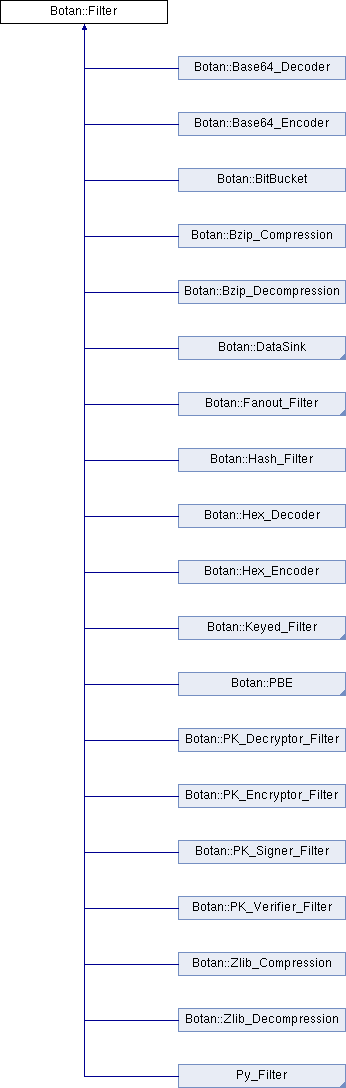 Botan::Filter
Botan::Base64_Decoder
Botan::Base64_Encoder
Botan::BitBucket
Botan::Bzip_Compression
Botan::Bzip_Decompression
Botan::DataSink
Botan::Fanout_Filter
Botan::Hash_Filter
Botan::Hex_Decoder
Botan::Hex_Encoder
Botan::Keyed_Filter
Botan::PBE
Botan::PK_Decryptor_Filter
Botan::PK_Encryptor_Filter
Botan::PK_Signer_Filter
Botan::PK_Verifier_Filter
Botan::Zlib_Compression
Botan::Zlib_Decompression
Py_Filter